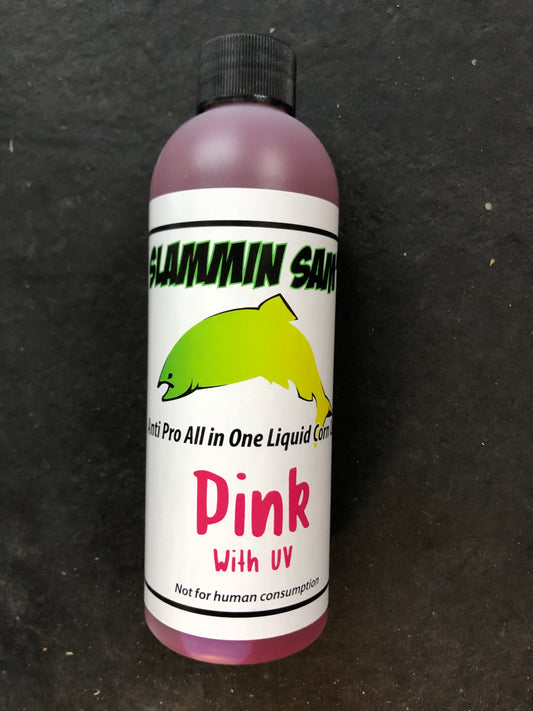 SLAMMIN SAM
Anti Pro All in One Liquid Corn
Pink
With UV
Not for human consumption